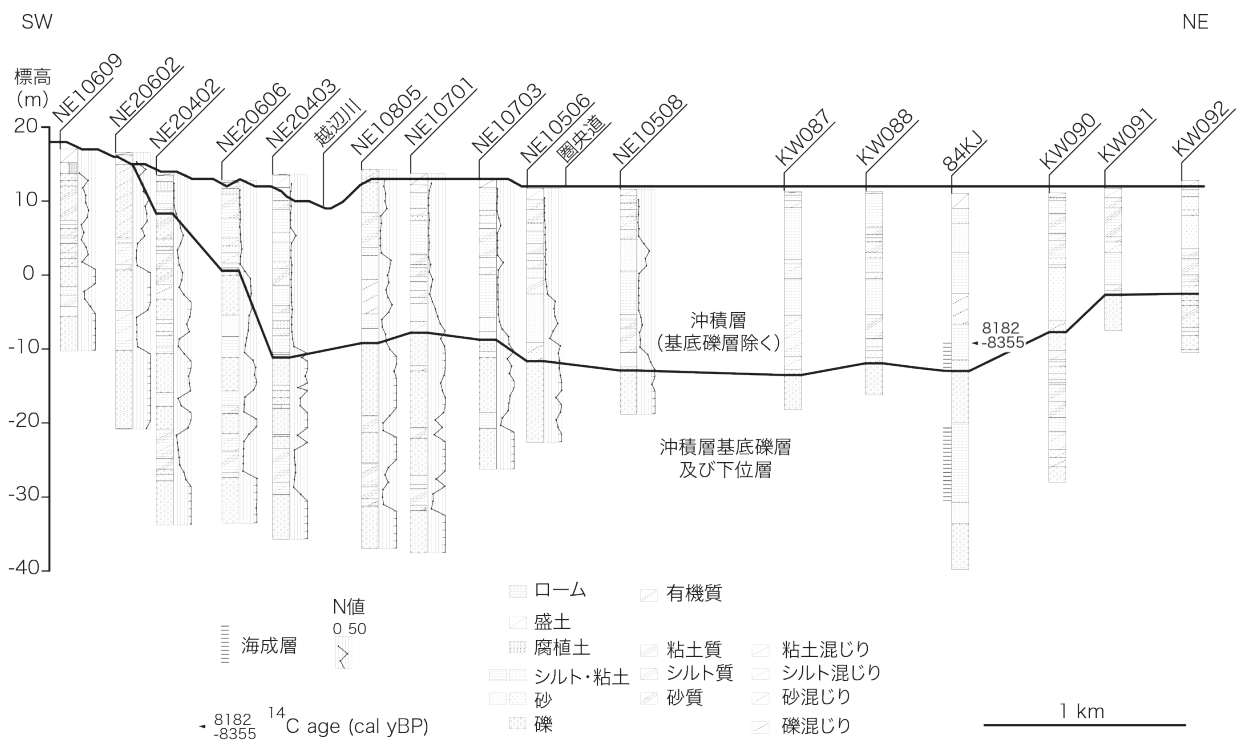 SW
NE
標高
(m)
NE10609
NE20602
NE20402
NE20606
NE20403
越辺川
NE10805
NE10701
NE10703
NE10506
圏央道
NE10508
KW087
KW088
84KJ
KW090
KW091
KW092
20
10
0
-10
-20
-30
-40
沖積層
(基底礫層除く)
8182
-8355
沖積層基底礫層
及び下位層
海成層
N値
0 50
8182
-8355
14C age (cal yBP)
ローム
盛土
腐植土
シルト・粘土
砂
礫
有機質
粘土質
シルト質
砂質
粘土混じり
シルト混じり
砂混じり
礫混じり
1 km